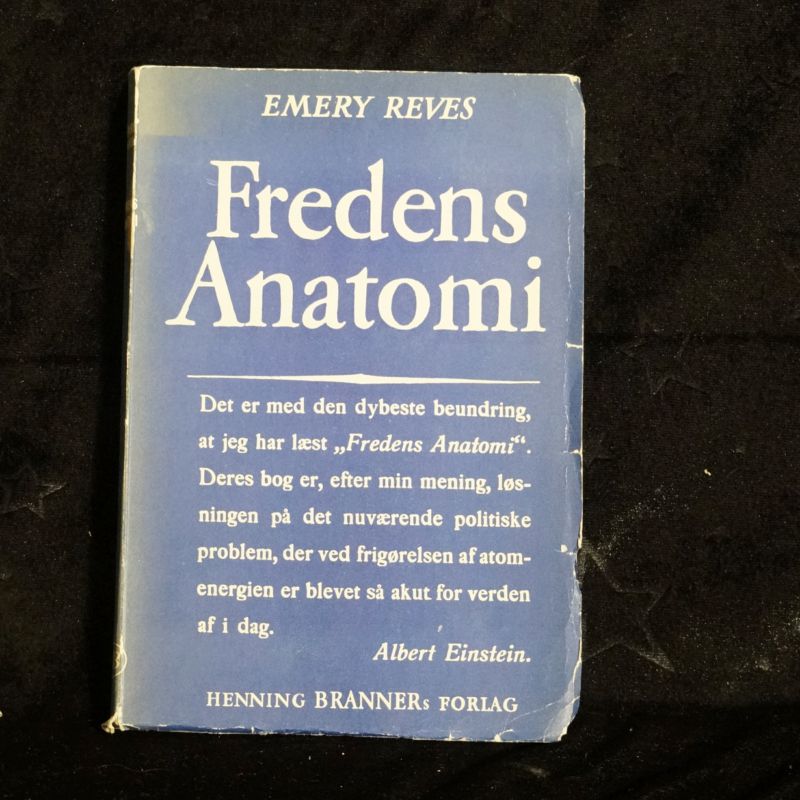 EMERY REVES
Fredens
Anatomi
Det er med den dybeste beundring,
at jeg har læst „Fredens Anatomi“.
Deres bog er, efter min mening, løs-
ningen på det nuværende politiske
problem, der ved frigørelsen af atom-
energien er blevet så akut for verden
af i dag.
Albert Einstein.
HENNING BRANNERs FORLAG